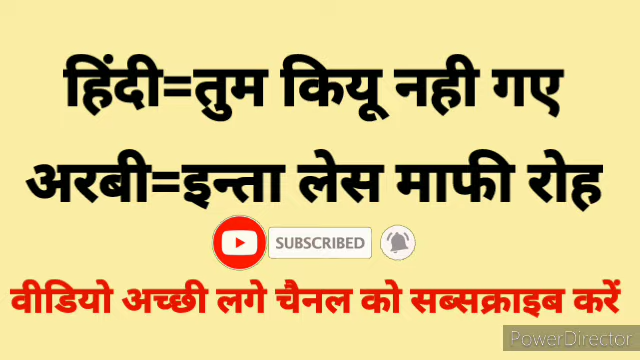 हिंदी=तुम कियू नही गए
अरबी=इन्ता लेस माफी रोह
SUBSCRIBED
वीडियो अच्छी लगे चैनल को सब्सक्राइब करें
PowerDirector